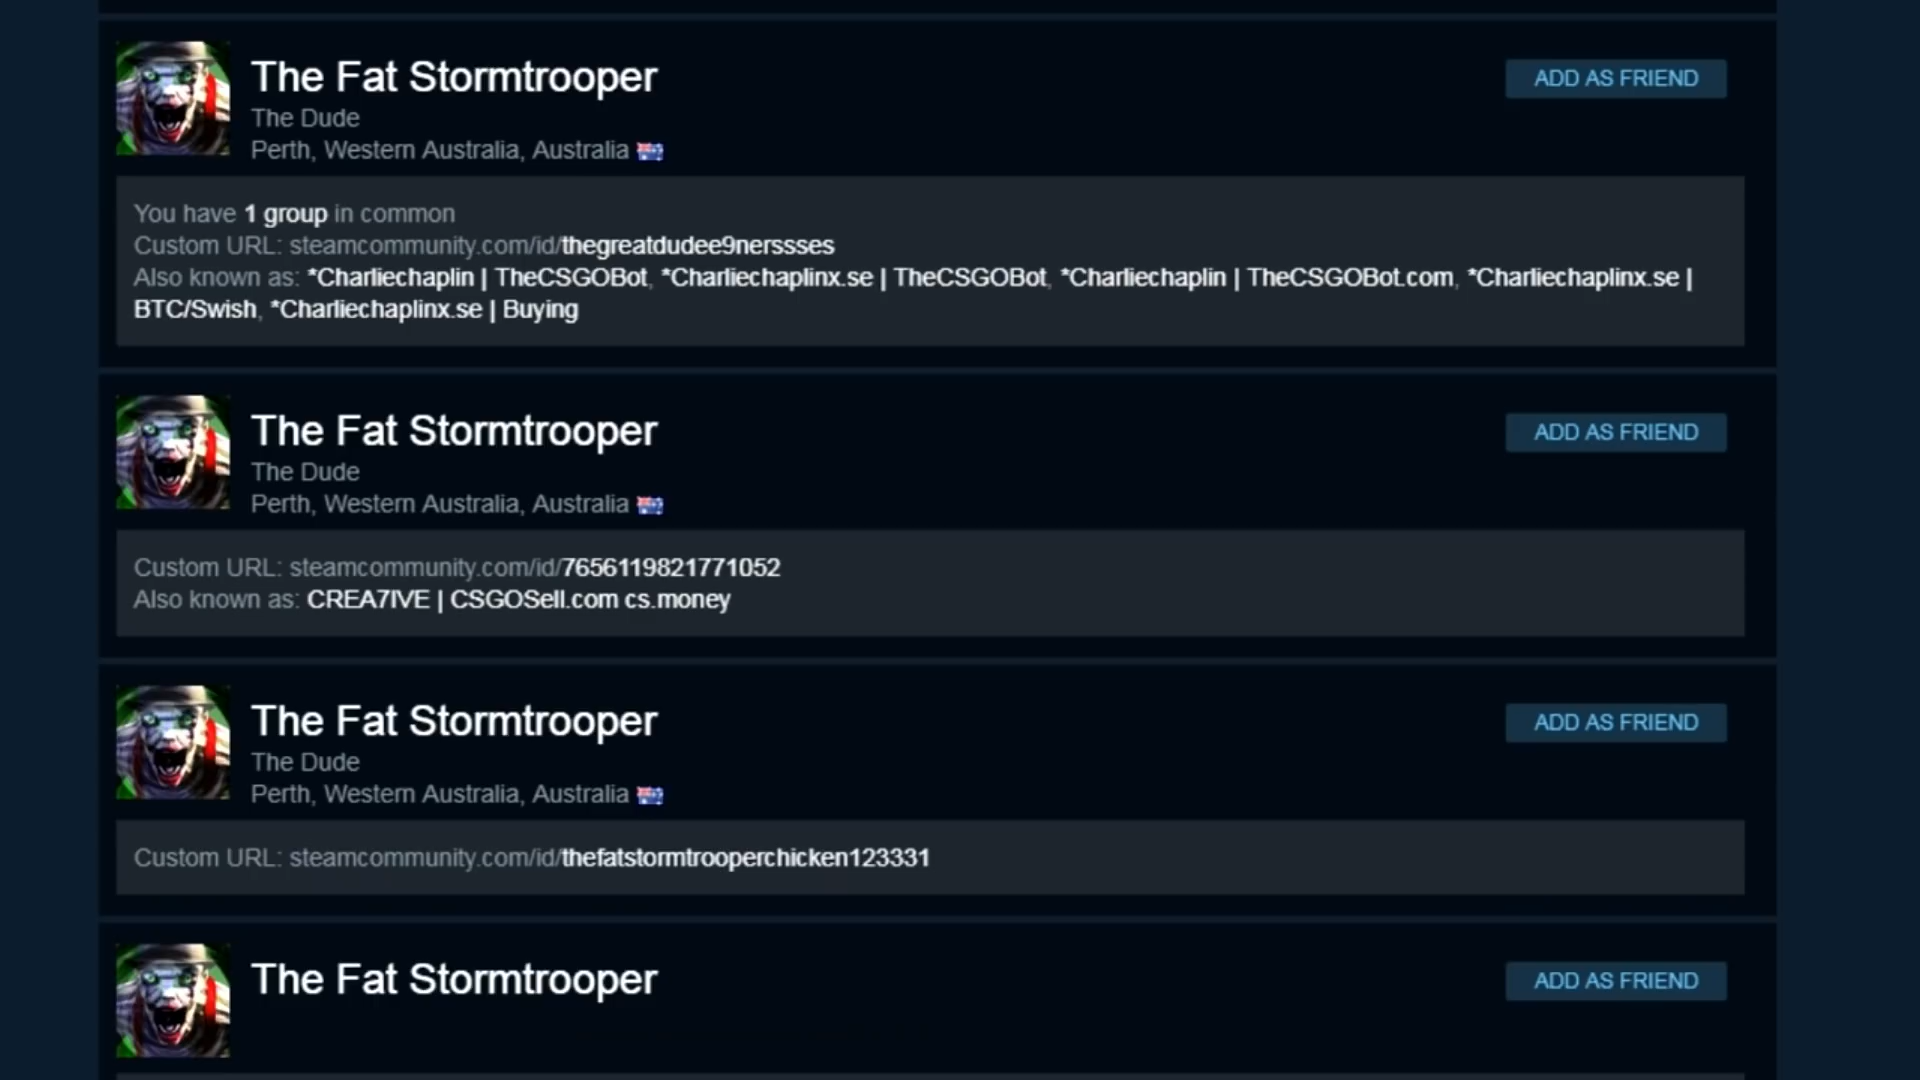 The Fat Stormtrooper
ADD AS FRIEND
The Dude
Perth, Western Australia, Australia
You have 1 group in common
Custom URL: steamcommunity.com/id/thegreatdudee9nerssses
Also known as: *Charliechaplin | TheCSGOBot, *Charliechaplinx.se | TheCSGOBot, *Charliechaplin | TheCSGOBot.com, *Charliechaplinx.se |
BTC/Swish, *Charliechaplinx.se | Buying
The Fat Stormtrooper
ADD AS FRIEND
The Dude
Perth, Western Australia, Australia
Custom URL: steamcommunity.com/id/7656119821771052
Also known as: CREA7IVE | CSGOSell.com cs.money
The Fat Stormtrooper
ADD AS FRIEND
The Dude
Perth, Western Australia, Australia
Custom URL: steamcommunity.com/id/thefatstormtrooperchicken123331
The Fat Stormtrooper
ADD AS FRIEND